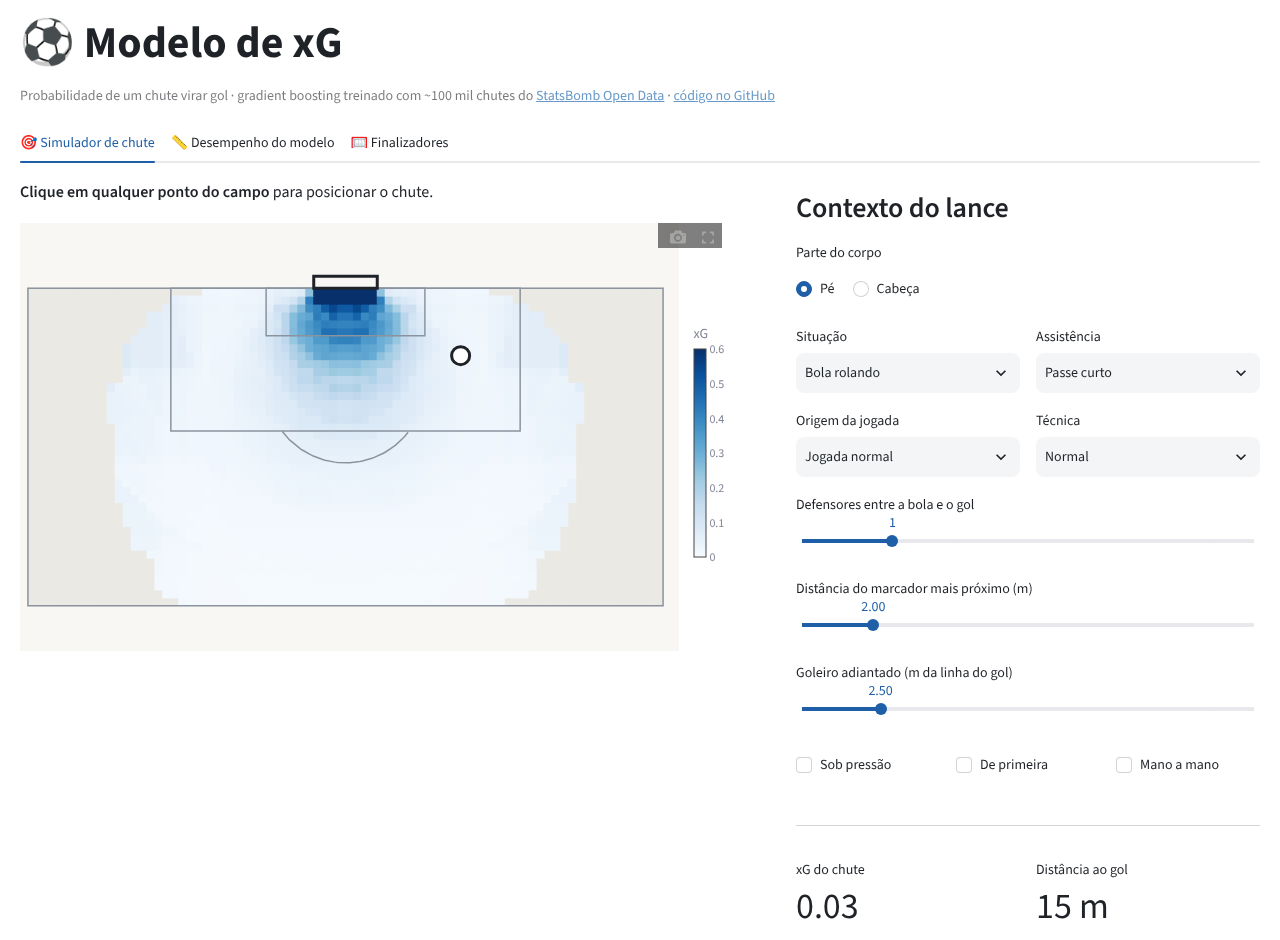 Modelo de xG
Probabilidade de um chute virar gol · gradient boosting treinado com ~100 mil chutes do StatsBomb Open Data · código no GitHub
Simulador de chute
Desempenho do modelo
Finalizadores
Clique em qualquer ponto do campo para posicionar o chute.
xG
0.6
0.5
0.4
0.3
0.2
0.1
0
Contexto do lance
Parte do corpo
Pé
Cabeça
Situação
Assistência
Bola rolando
Passe curto
Origem da jogada
Técnica
Jogada normal
Normal
Defensores entre a bola e o gol
1
Distância do marcador mais próximo (m)
2.00
Goleiro adiantado (m da linha do gol)
2.50
Sob pressão
De primeira
Mano a mano
xG do chute
Distância ao gol
0.03
15 m